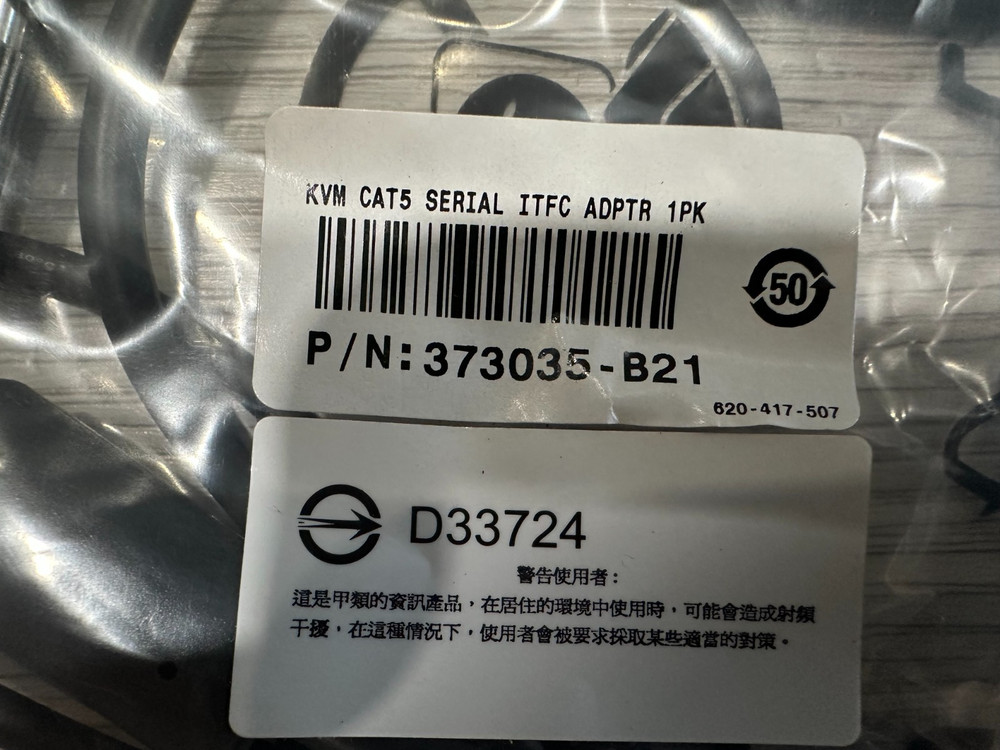 KVM CAT5 SERIAL ITFC ADPTR 1PK
50
P/N:373035-B21
620-417-507
D33724
警告使用者：
這是甲類的資訊產品，在居住的環境中使用時，可能會造成射頻
干擾，在這種情況下，使用者會被要求採取某些適當的對策。